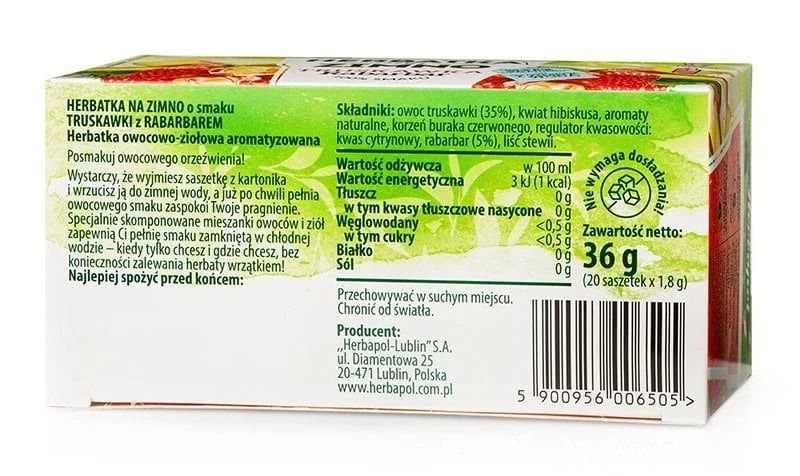 HERBATKA
ZIMNO
HERBATKA NA ZIMNO o smaku
TRUSKAWKI z RABARBAREM
Herbatka owocowo-ziołowa aromatyzowana
Posmakuj owocowego orzeźwienia!
Wystarczy, że wyjmiesz saszetkę z kartonika
i wrzucisz ją do zimnej wody, a już po chwili pełnia
owocowego smaku zaspokoi Twoje pragnienie.
Specjalnie skomponowane mieszanki owoców i ziół
zapewnią Ci pełnię smaku zamkniętą w chłodnej
wodzie – kiedy tylko chcesz i gdzie chcesz, bez
konieczności zalewania herbaty wrzątkiem!
Najlepiej spożyć przed końcem:
Składniki: owoc truskawki (35%), kwiat hibiskusa, aromaty
naturalne, korzeń buraka czerwonego, regulator kwasowości:
kwas cytrynowy, rabarbar (5%), liść stewii.
Wartość odżywcza w 100 ml
Wartość energetyczna 3 kJ (1 kcal)
Tłuszcz 0 g
w tym kwasy tłuszczowe nasycone 0 g
Węglowodany <0,5 g
w tym cukry <0,5 g
Białko 0 g
Sól 0 g
Przechowywać w suchym miejscu.
Chronić od światła.
Producent:
„Herbapol-Lublin" S.A.
ul. Diamentowa 25
20-471 Lublin, Polska
www.herbapol.com.pl
Nie wymaga dosładzania!
Zawartość netto:
36 g
(20 saszetek x 1,8 g)
5 900956 006505 >